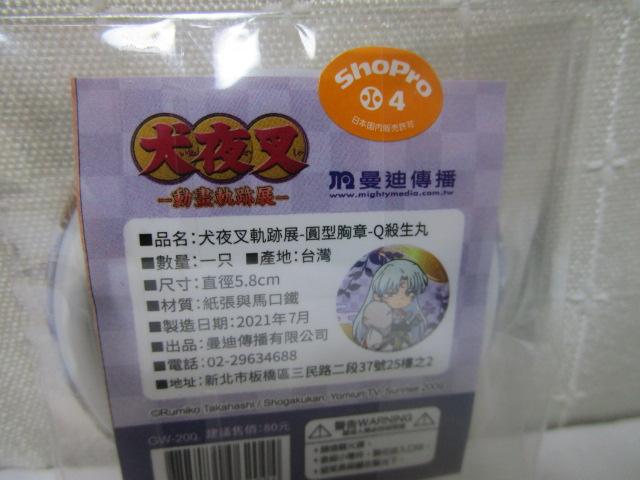 ShoPro
4
日本国内販売許可
犬夜叉
動畫軌跡展
曼迪傳播
www.mightymedia.com.tw
■品名:犬夜叉軌跡展-圓型胸章-Q殺生丸
■數量:一只 ■產地:台灣
■尺寸:直徑5.8cm
■材質:紙張與馬口鐵
■製造日期:2021年7月
■出品:曼迪傳播有限公司
■電話:02-29634688
■地址:新北市板橋區三民路二段37號25樓之2
©Rumiko Takahashi / Shogakukan, Yomiuri TV, Sunrise 2009
GW-200 建議售價:80元
警告WARNING